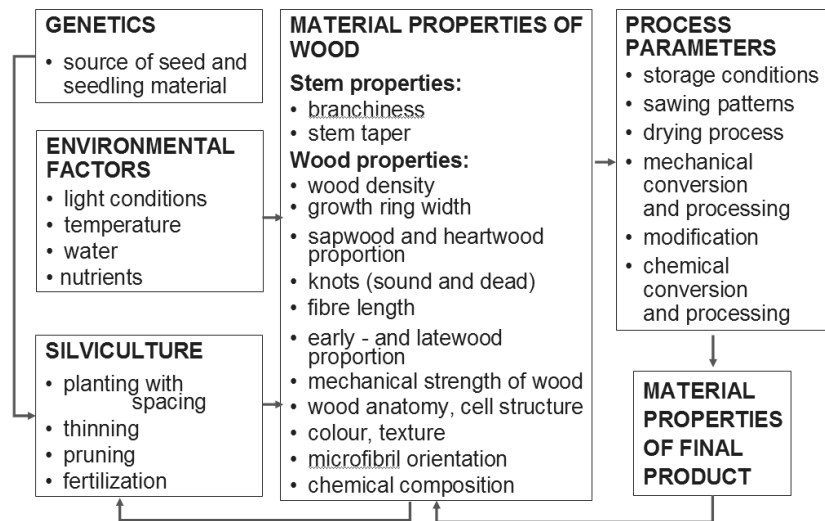 GENETICS
• source of seed and
seedling material
ENVIRONMENTAL
FACTORS
• light conditions
• temperature
• water
• nutrients
SILVICULTURE
• planting with
spacing
• thinning
• pruning
• fertilization
MATERIAL PROPERTIES OF
WOOD
Stem properties:
• branchiness
• stem taper
Wood properties:
• wood density
• growth ring width
• sapwood and heartwood
proportion
• knots (sound and dead)
• fibre length
• early - and latewood
proportion
• mechanical strength of wood
• wood anatomy, cell structure
• colour, texture
• microfibril orientation
• chemical composition
PROCESS
PARAMETERS
• storage conditions
• sawing patterns
• drying process
• mechanical
conversion
and processing
• modification
• chemical
conversion
and processing
MATERIAL
PROPERTIES
OF FINAL
PRODUCT